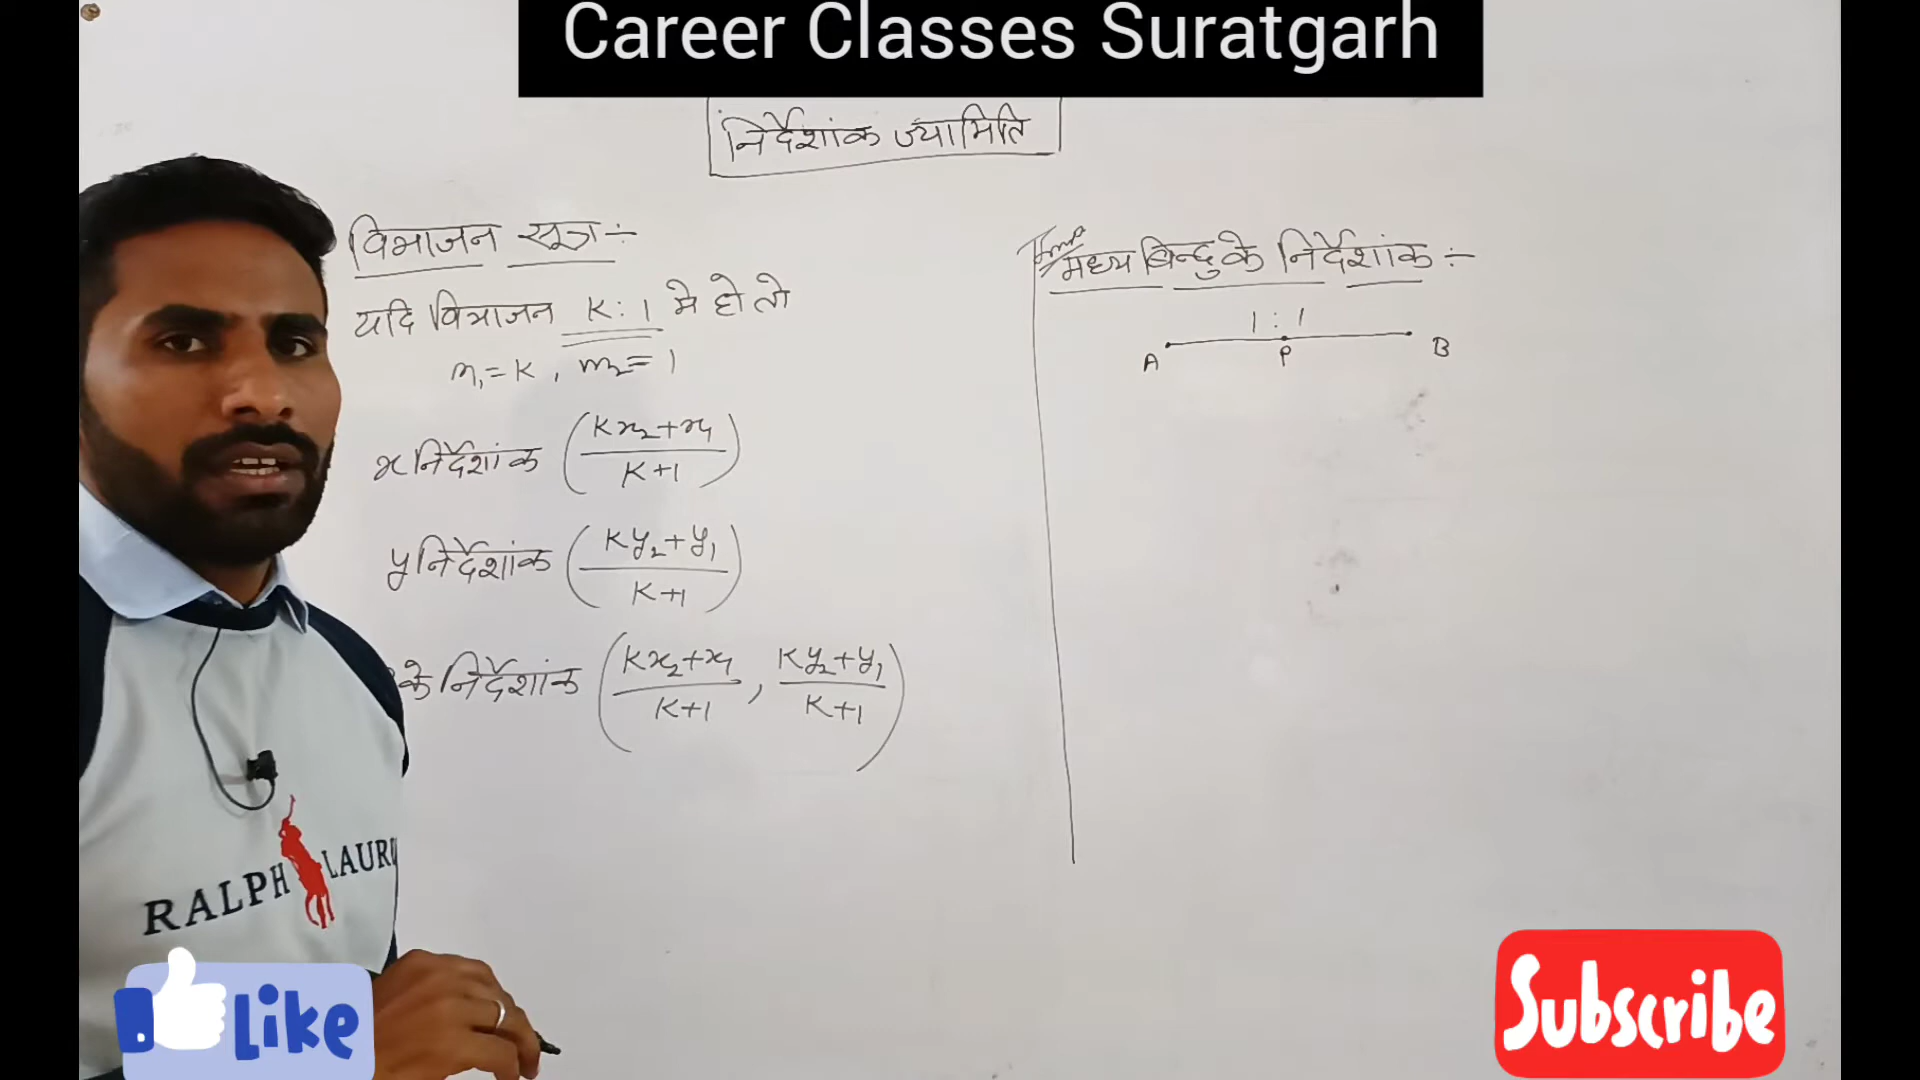 Career Classes Suratgarh
निर्देशांक ज्यामिति
विभाजन सूत्र :-
यदि विभाजन K : 1 मे हो तो
m₁ = K , m₂ = 1
x निर्देशांक (Kx₂+x₁ / K+1)
y निर्देशांक (Ky₂+y₁ / K+1)
के निर्देशांक (Kx₂+x₁ / K+1 , Ky₂+y₁ / K+1)
Imp
मध्य बिन्दु के निर्देशांक :-
1 : 1
A P B
RALPH LAUR
Like
Subscribe